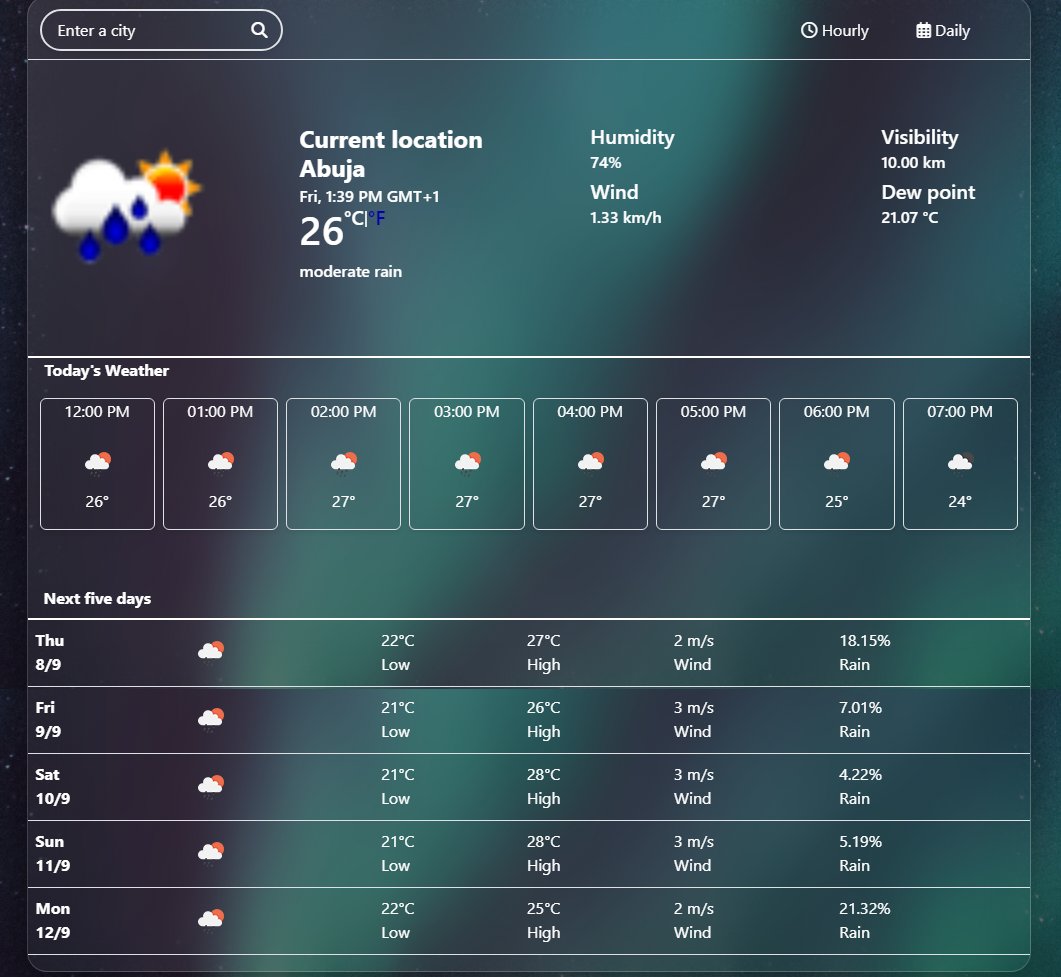 Enter a city
Hourly
Daily
Current location
Abuja
Fri, 1:39 PM GMT+1
26°C|°F
moderate rain
Humidity
74%
Wind
1.33 km/h
Visibility
10.00 km
Dew point
21.07 °C
Today's Weather
12:00 PM 01:00 PM 02:00 PM 03:00 PM 04:00 PM 05:00 PM 06:00 PM 07:00 PM
26° 26° 27° 27° 27° 27° 25° 24°
Next five days
Thu 22°C 27°C 2 m/s 18.15%
8/9 Low High Wind Rain
Fri 21°C 26°C 3 m/s 7.01%
9/9 Low High Wind Rain
Sat 21°C 28°C 3 m/s 4.22%
10/9 Low High Wind Rain
Sun 21°C 28°C 3 m/s 5.19%
11/9 Low High Wind Rain
Mon 22°C 25°C 2 m/s 21.32%
12/9 Low High Wind Rain